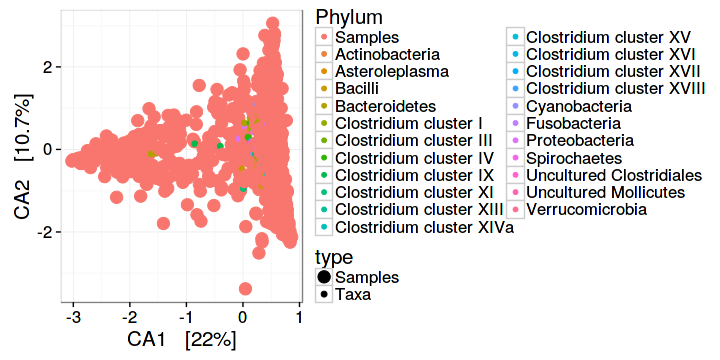 Phylum
Samples
Actinobacteria
Asteroleplasma
Bacilli
Bacteroidetes
Clostridium cluster I
Clostridium cluster III
Clostridium cluster IV
Clostridium cluster IX
Clostridium cluster XI
Clostridium cluster XIII
Clostridium cluster XIVa
Clostridium cluster XV
Clostridium cluster XVI
Clostridium cluster XVII
Clostridium cluster XVIII
Cyanobacteria
Fusobacteria
Proteobacteria
Spirochaetes
Uncultured Clostridiales
Uncultured Mollicutes
Verrucomicrobia
type
Samples
Taxa
CA2 [10.7%]
2
0
-2
-3 -2 -1 0 1
CA1 [22%]